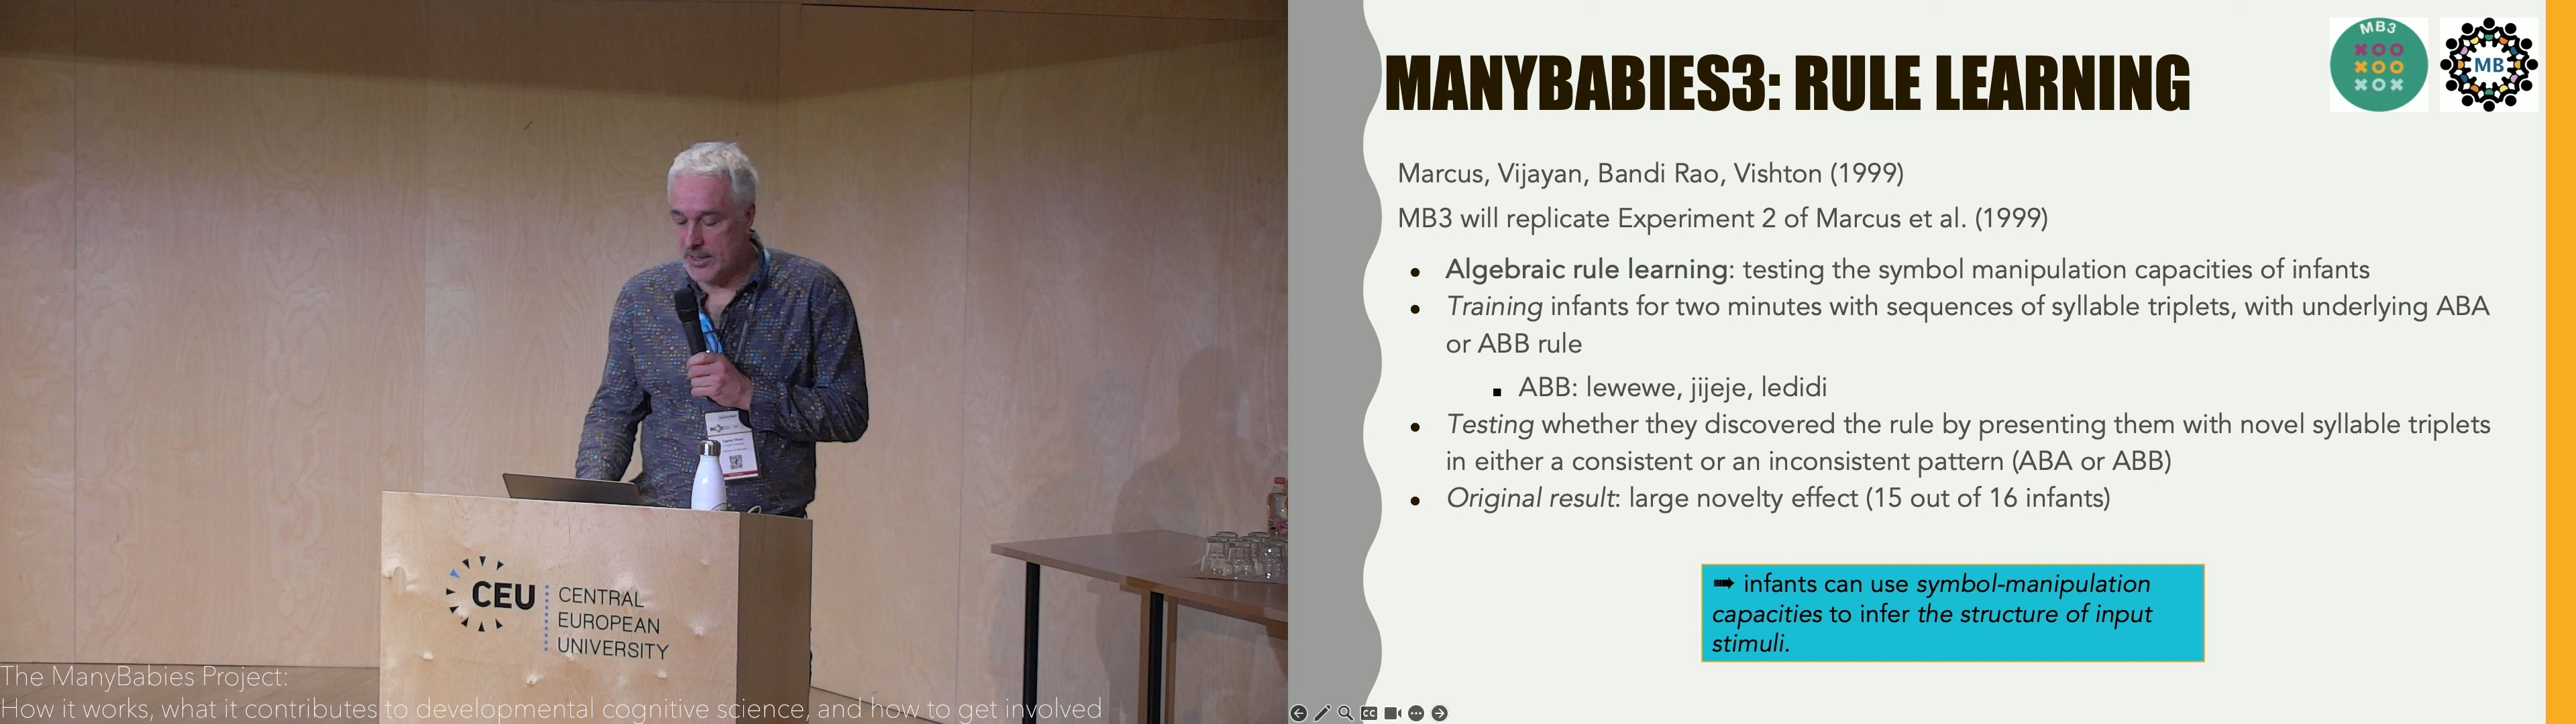 CEU
CENTRAL
EUROPEAN
UNIVERSITY
The ManyBabies Project:
How it works, what it contributes to developmental cognitive science, and how to get involved
MANYBABIES3: RULE LEARNING
MB3
XOO
XOO
XOX
MB
Marcus, Vijayan, Bandi Rao, Vishton (1999)
MB3 will replicate Experiment 2 of Marcus et al. (1999)
• Algebraic rule learning: testing the symbol manipulation capacities of infants
• Training infants for two minutes with sequences of syllable triplets, with underlying ABA
or ABB rule
▪ ABB: lewewe, jijeje, ledidi
• Testing whether they discovered the rule by presenting them with novel syllable triplets
in either a consistent or an inconsistent pattern (ABA or ABB)
• Original result: large novelty effect (15 out of 16 infants)
➠ infants can use symbol-manipulation
capacities to infer the structure of input
stimuli.
CC